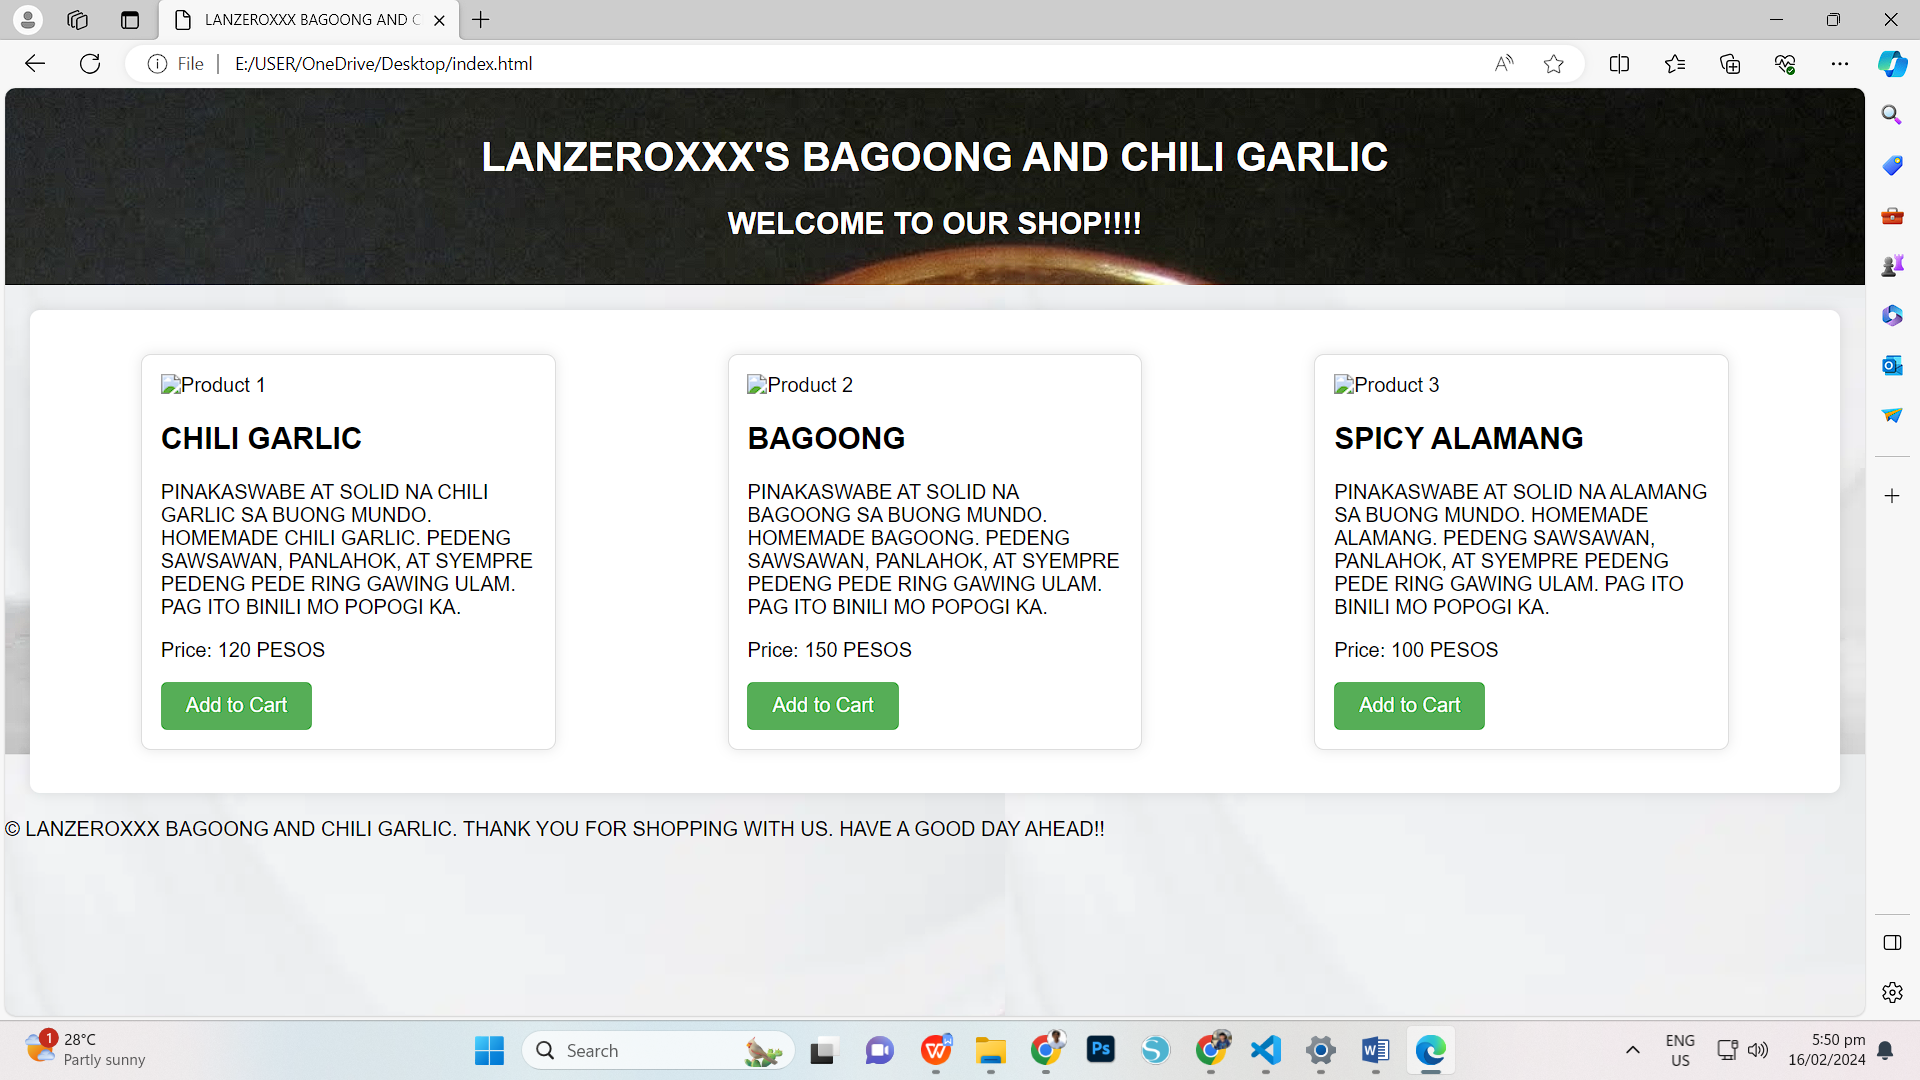 LANZEROXXX BAGOONG AND C
File
E:/USER/OneDrive/Desktop/index.html
LANZEROXXX'S BAGOONG AND CHILI GARLIC
WELCOME TO OUR SHOP!!!!
Product 1
CHILI GARLIC
PINAKASWABE AT SOLID NA CHILI
GARLIC SA BUONG MUNDO.
HOMEMADE CHILI GARLIC. PEDENG
SAWSAWAN, PANLAHOK, AT SYEMPRE
PEDENG PEDE RING GAWING ULAM.
PAG ITO BINILI MO POPOGI KA.
Price: 120 PESOS
Add to Cart
Product 2
BAGOONG
PINAKASWABE AT SOLID NA
BAGOONG SA BUONG MUNDO.
HOMEMADE BAGOONG. PEDENG
SAWSAWAN, PANLAHOK, AT SYEMPRE
PEDENG PEDE RING GAWING ULAM.
PAG ITO BINILI MO POPOGI KA.
Price: 150 PESOS
Add to Cart
Product 3
SPICY ALAMANG
PINAKASWABE AT SOLID NA ALAMANG
SA BUONG MUNDO. HOMEMADE
ALAMANG. PEDENG SAWSAWAN,
PANLAHOK, AT SYEMPRE PEDENG
PEDE RING GAWING ULAM. PAG ITO
BINILI MO POPOGI KA.
Price: 100 PESOS
Add to Cart
© LANZEROXXX BAGOONG AND CHILI GARLIC. THANK YOU FOR SHOPPING WITH US. HAVE A GOOD DAY AHEAD!!
1
28°C
Partly sunny
Search
Ps
ENG
US
5:50 pm
16/02/2024